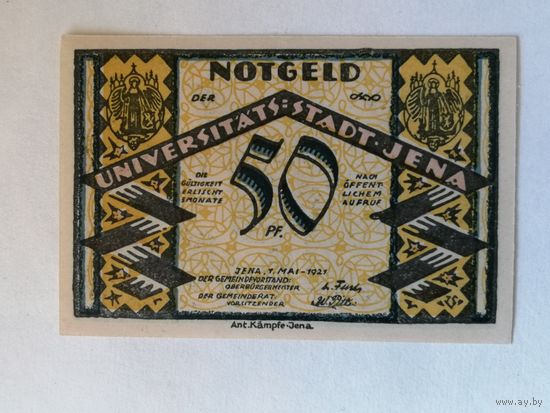 NOTGELD
DER
UNIVERSITÄTS=STADT·JENA
DIE
GÜLTIGKEIT
ERLISCHT
3 MONATE
NACH
ÖFFENT
LICHEM
AUFRUF
50
PF.
JENA, 1. MAI-1921
DER GEMEINDEVORSTAND:
OBERBÜRGERMEISTER
DER GEMEINDERAT:
VORSITZENDER
Ant. Kämpfe-Jena
www.ay.by